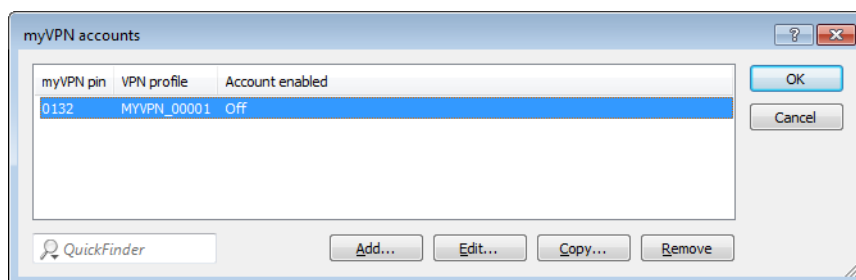 myVPN accounts
myVPN pin VPN profile Account enabled
0132 MYVPN_00001 Off
OK
Cancel
QuickFinder Add... Edit... Copy... Remove